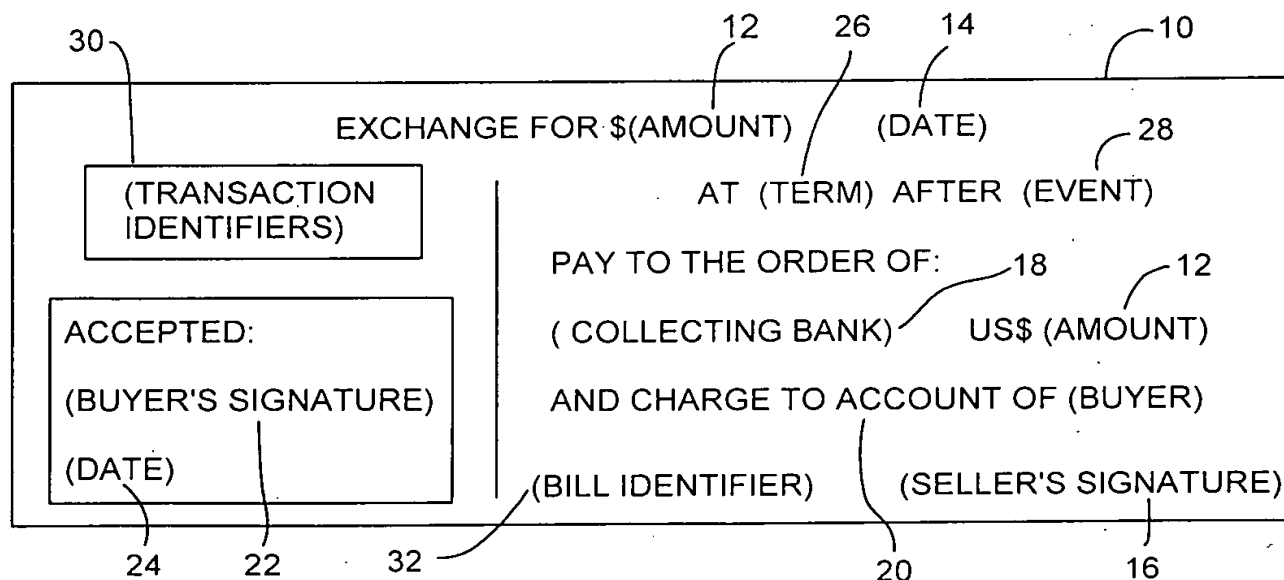 30 12 26 14 10
EXCHANGE FOR $(AMOUNT) (DATE)
28
(TRANSACTION
IDENTIFIERS)
AT (TERM) AFTER (EVENT)
PAY TO THE ORDER OF:
18 12
( COLLECTING BANK) US$ (AMOUNT)
AND CHARGE TO ACCOUNT OF (BUYER)
ACCEPTED:
(BUYER'S SIGNATURE)
(DATE)
(BILL IDENTIFIER) (SELLER'S SIGNATURE)
24 22 32 20 16